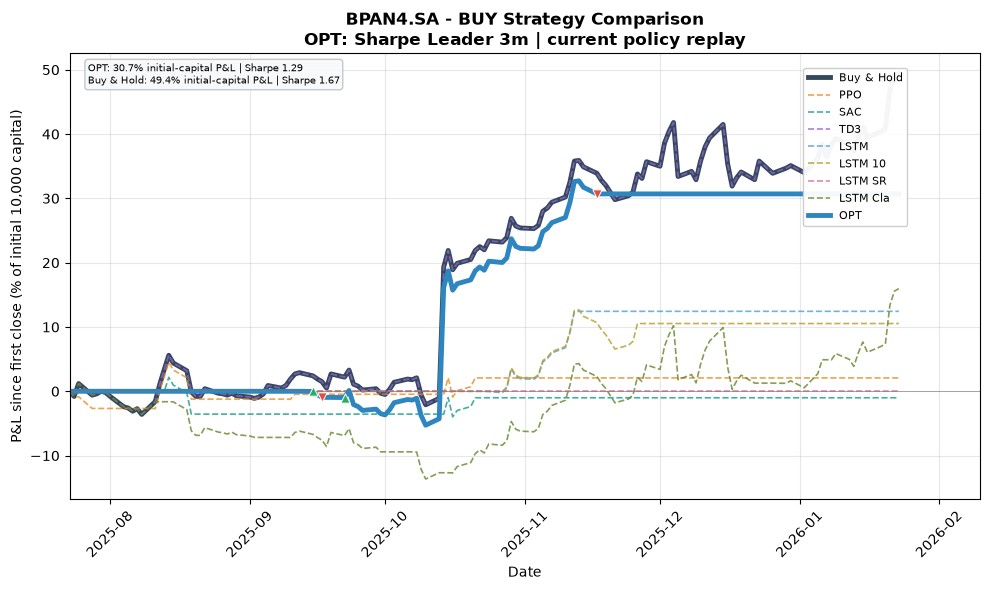 BPAN4.SA - BUY Strategy Comparison
OPT: Sharpe Leader 3m | current policy replay
OPT: 30.7% initial-capital P&L | Sharpe 1.29
Buy & Hold: 49.4% initial-capital P&L | Sharpe 1.67
Buy & Hold
PPO
SAC
TD3
LSTM
LSTM 10
LSTM SR
LSTM Cla
OPT
P&L since first close (% of initial 10,000 capital)
50
40
30
20
10
0
−10
2025-08
2025-09
2025-10
2025-11
2025-12
2026-01
2026-02
Date